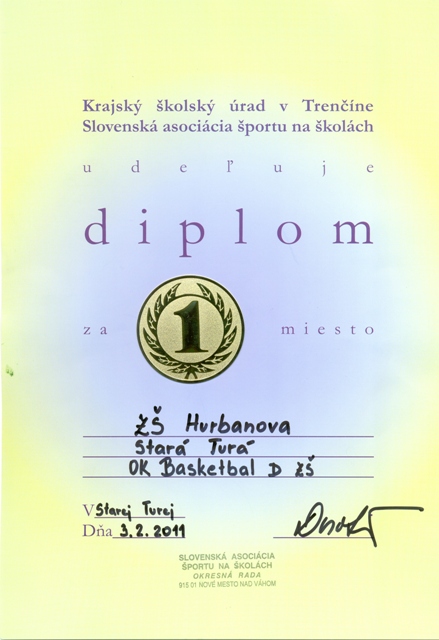 Krajský školský úrad v Trenčíne
Slovenská asociácia športu na školách
udeľuje
diplom
za 1 miesto
ZŠ Hurbanova
Stará Turá
OK Basketbal D ZŠ
V Starej Turej
Dňa 3.2.2011
SLOVENSKÁ ASOCIÁCIA
ŠPORTU NA ŠKOLÁCH
OKRESNÁ RADA
915 01 NOVÉ MESTO NAD VÁHOM